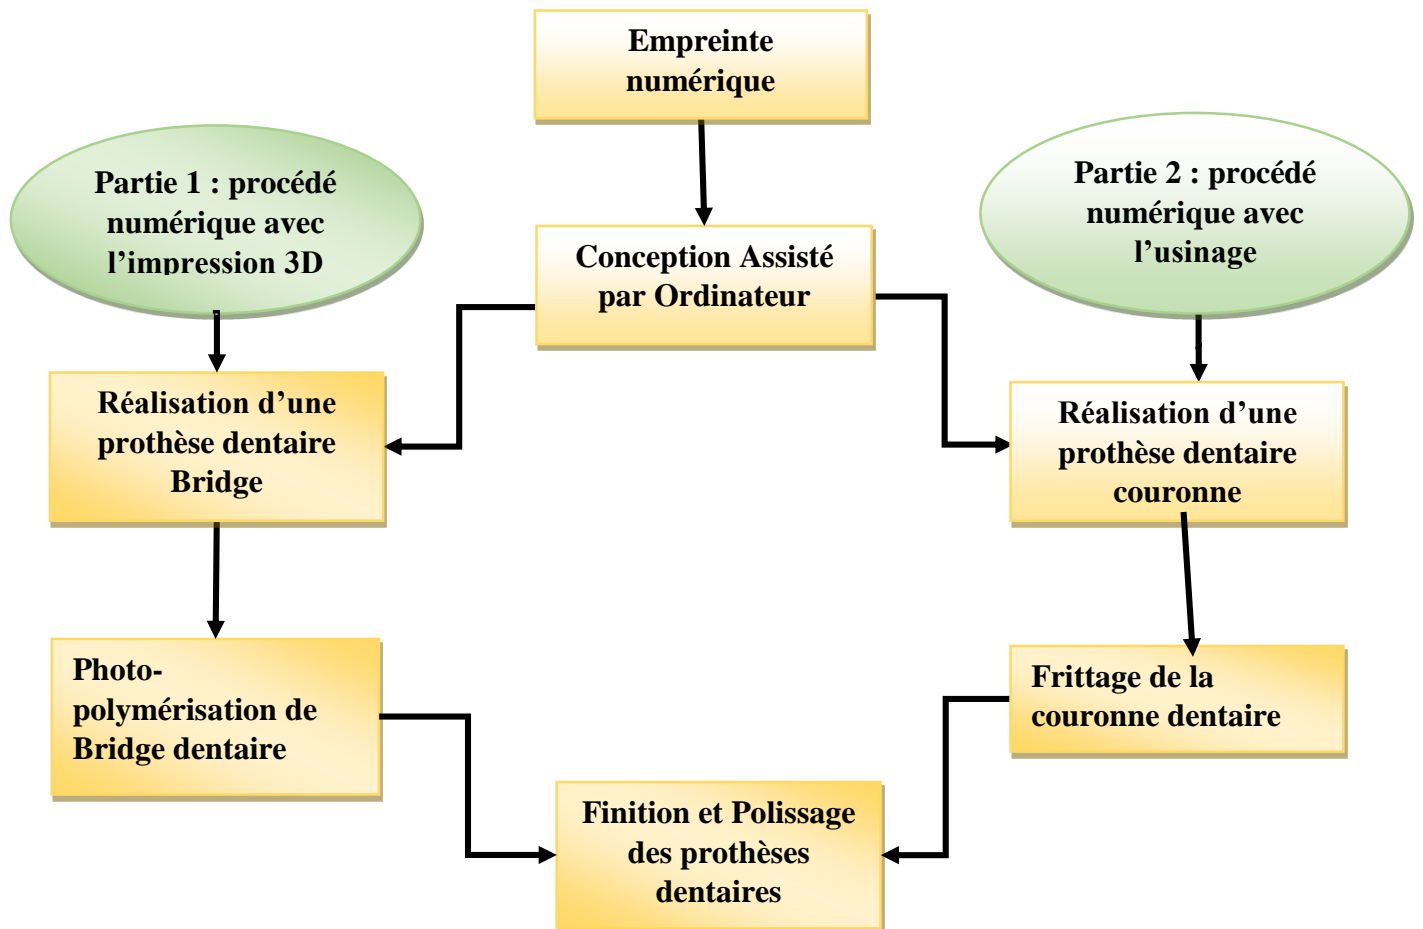 Empreinte
numérique
Partie 1 : procédé
numérique avec
l’impression 3D
Partie 2 : procédé
numérique avec
l’usinage
Conception Assisté
par Ordinateur
Réalisation d’une
prothèse dentaire
Bridge
Réalisation d’une
prothèse dentaire
couronne
Photo-
polymérisation de
Bridge dentaire
Frittage de la
couronne dentaire
Finition et Polissage
des prothèses
dentaires